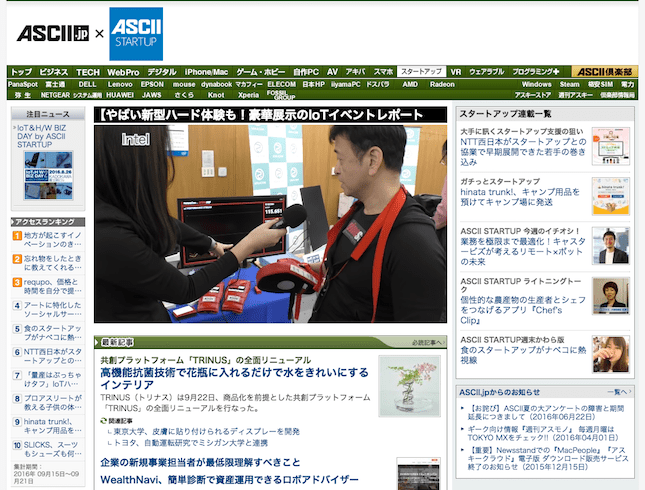 ASCII.jp × ASCII STARTUP
トップ ビジネス TECH WebPro デジタル iPhone/Mac ゲーム・ホビー 自作PC AV アキバ スマホ スタートアップ VR ウェアラブル プログラミング+ ASCII倶楽部
PanaSpot 富士通 DELL Lenovo EPSON mouse dynabook マカフィー ELECOM 日本HP iiyamaPC ドスパラ AMD Radeon Windows Steam 格安SIM 電力
弥生 NETGEAR システム運用 HUAWEI JAWS さくら Knot Xperia FOSSIL GROUP アスキーストア 週刊アスキー 倶楽部情報局
注目ニュース
IoT&H/W BIZ
DAY by ASCII
STARTUP
2016.8.26
アクセスランキング
1 地方が起こすイノ
ベーションのき…
2 忘れ物をしたとき
に教えてくれる…
3 requpo、価格と
時間を自分で提…
4 アートに特化した
ソーシャルサー…
5 食のスタートアッ
プがナベに熱…
6 NTT西日本がスタ
ートアップとの…
7 「量産はぶっちゃ
けタフ」IoTハ…
8 プロアスリートが
教える子供の体…
9 hinata trunk!、
キャンプ用品を…
10 SLICKS、スーツ
もシューズも何…
集計期間：
2016年 09月15日～09
月21日
【やばい新型ハード体験も！豪華展示のIoTイベントレポート
Intel
最新記事
必読記事へ
共創プラットフォーム「TRINUS」の全面リニューアル
高機能抗菌技術で花瓶に入れるだけで水をきれいにする
インテリア
TRINUS（トリナス）は9月22日、商品化を前提とした共創プラットフォーム
「TRINUS」の全面リニューアルを行なった。
関連記事
東京大学、皮膚に貼り付けられるディスプレーを開発
トヨタ、自動運転研究でミシガン大学と連携
企業の新規事業担当者が最低限理解すべきこと
WealthNavi、簡単診断で資産運用できるロボアドバイザー
スタートアップ連載一覧
大手に訊くスタートアップ支援の狙い
NTT西日本がスタートアップとの
協業で早期展開できた若手の巻き
込み
ガチっとスタートアップ
hinata trunk!、キャンプ用品を
預けてキャンプ場に発送
ASCII STARTUP 今週のイチオシ！
業務を極限まで最適化！キャスタ
ービズが考えるリモート×ボット
の未来
ASCII STARTUP ライトニングトー
ク
個性的な農産物の生産者とシェフ
をつなげるアプリ「Chef's
Clip」
ASCII STARTUP週末かわら版
食のスタートアップがナベに熱
視線
ASCII.jpからのお知らせ 一覧へ
【お詫び】ASCII夏の大アンケートの障害と期間
延長につきまして（2016年06月22日）
ギーク向け情報『週刊アスモノ』 毎週月曜は
TOKYO MXをチェック!!（2016年04月01日）
【重要】Newsstandでの『MacPeople』『アス
キークラウド』電子版 ダウンロード販売サービス
終了のお知らせ（2015年12月15日）